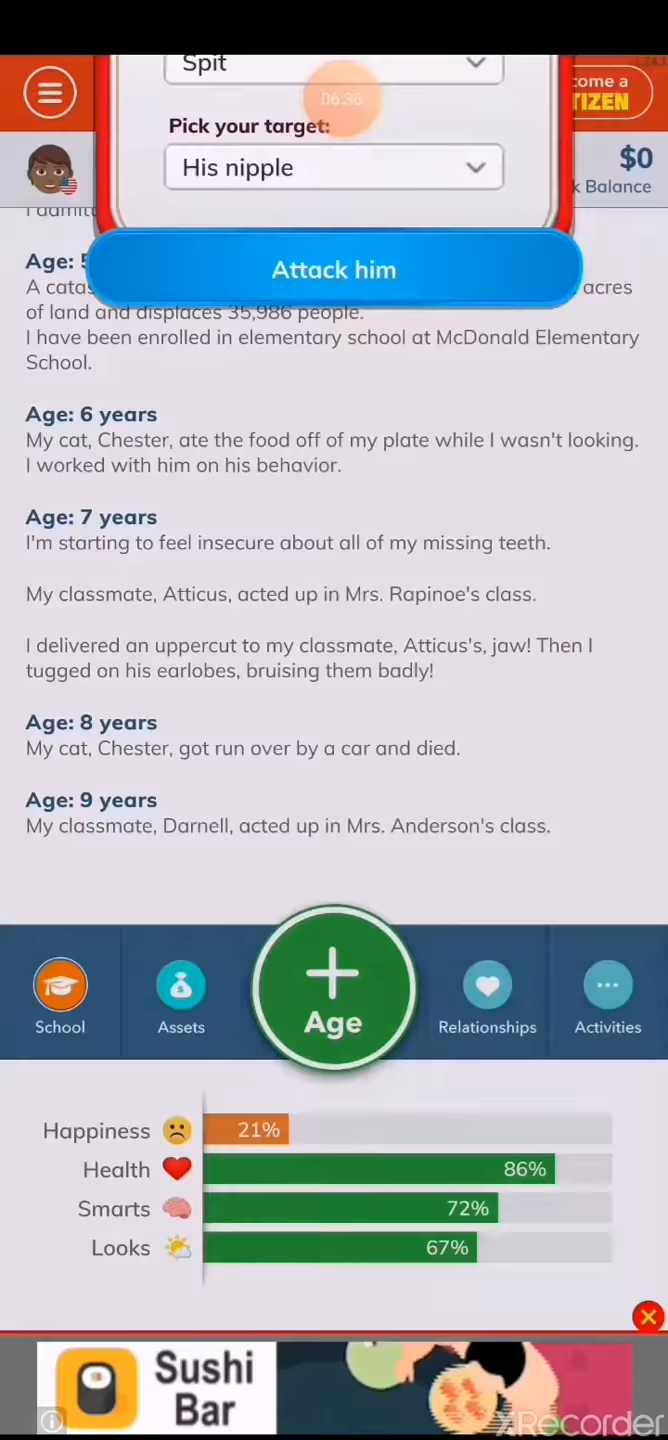 Spit
06:36
come a
TIZEN
Pick your target:
His nipple
$0
k Balance
I admitt
Attack him
Age: 5
A catas
acres
of land and displaces 35,986 people.
I have been enrolled in elementary school at McDonald Elementary
School.
Age: 6 years
My cat, Chester, ate the food off of my plate while I wasn't looking.
I worked with him on his behavior.
Age: 7 years
I'm starting to feel insecure about all of my missing teeth.
My classmate, Atticus, acted up in Mrs. Rapinoe's class.
I delivered an uppercut to my classmate, Atticus's, jaw! Then I
tugged on his earlobes, bruising them badly!
Age: 8 years
My cat, Chester, got run over by a car and died.
Age: 9 years
My classmate, Darnell, acted up in Mrs. Anderson's class.
School
Assets
Age
Relationships
Activities
Happiness 21%
Health 86%
Smarts 72%
Looks 67%
Sushi
Bar
XRecorder